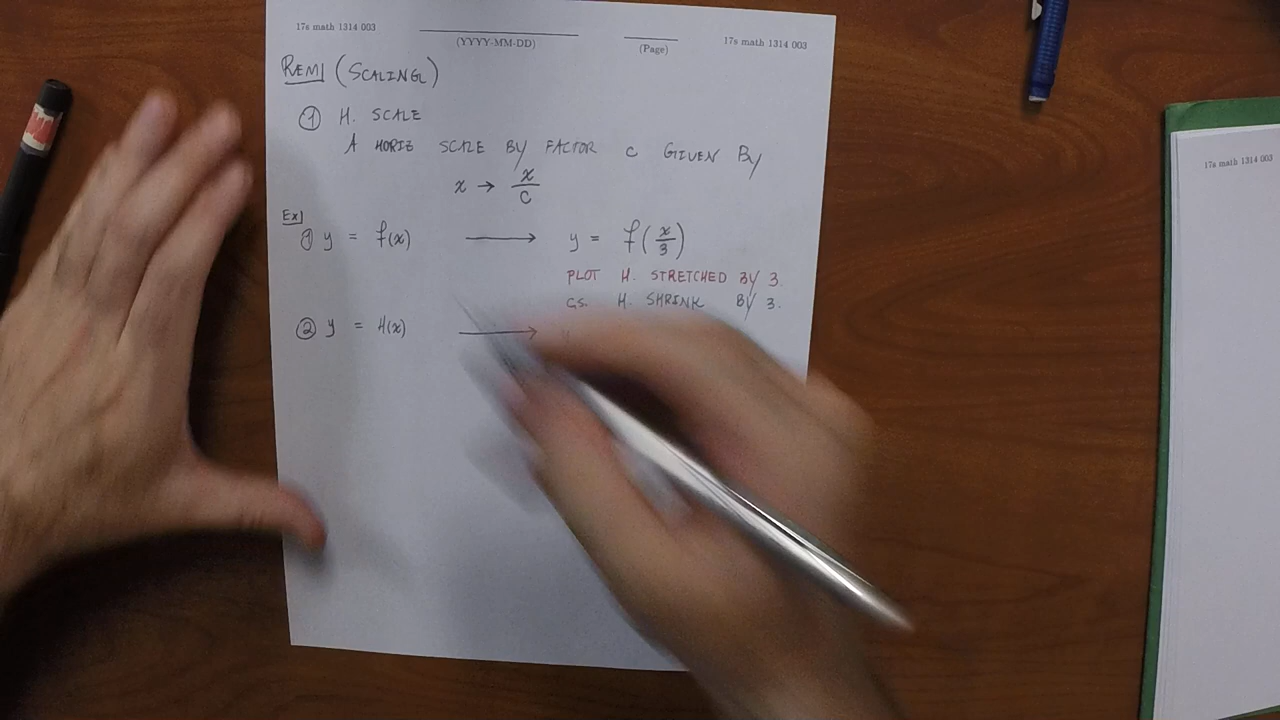 17s math 1314 003
(YYYY-MM-DD)
(Page)
17s math 1314 003
REM (SCALING)
① H. SCALE
A HORIZ SCALE BY FACTOR C GIVEN BY
x → x/c
Ex
① y = f(x) → y = f(x/3)
PLOT H. STRETCHED BY 3.
CS. H. SHRINK BY 3.
② y = H(x) →
17s math 1314 003